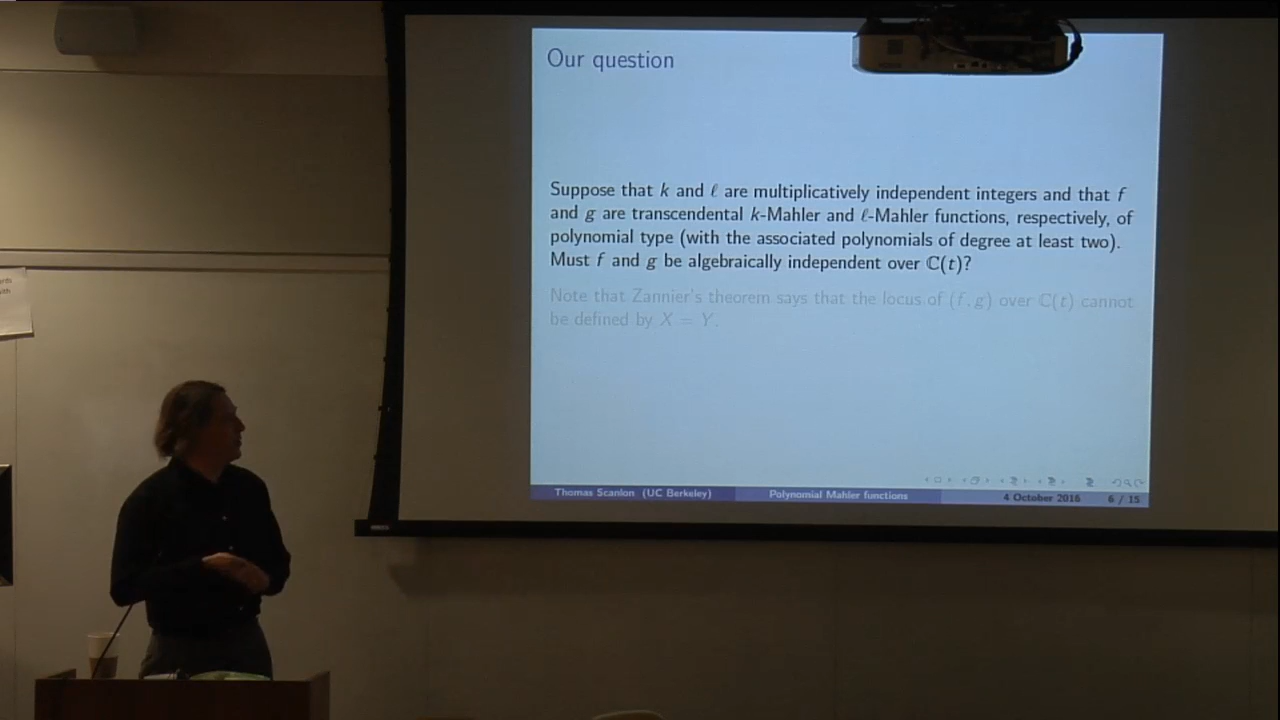 Our question
Suppose that k and ℓ are multiplicatively independent integers and that f
and g are transcendental k-Mahler and ℓ-Mahler functions, respectively, of
polynomial type (with the associated polynomials of degree at least two).
Must f and g be algebraically independent over ℂ(t)?
Note that Zannier's theorem says that the locus of (f, g) over ℂ(t) cannot
be defined by X = Y.
Thomas Scanlon (UC Berkeley) Polynomial Mahler functions 4 October 2016 6 / 15